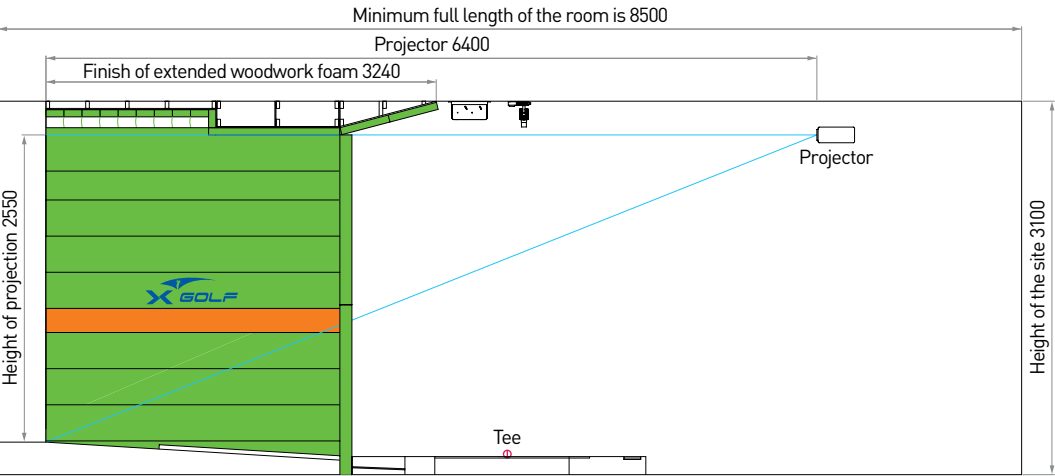 Minimum full length of the room is 8500
Projector 6400
Finish of extended woodwork foam 3240
Projector
Height of projection 2550
Height of the site 3100
X GOLF
Tee